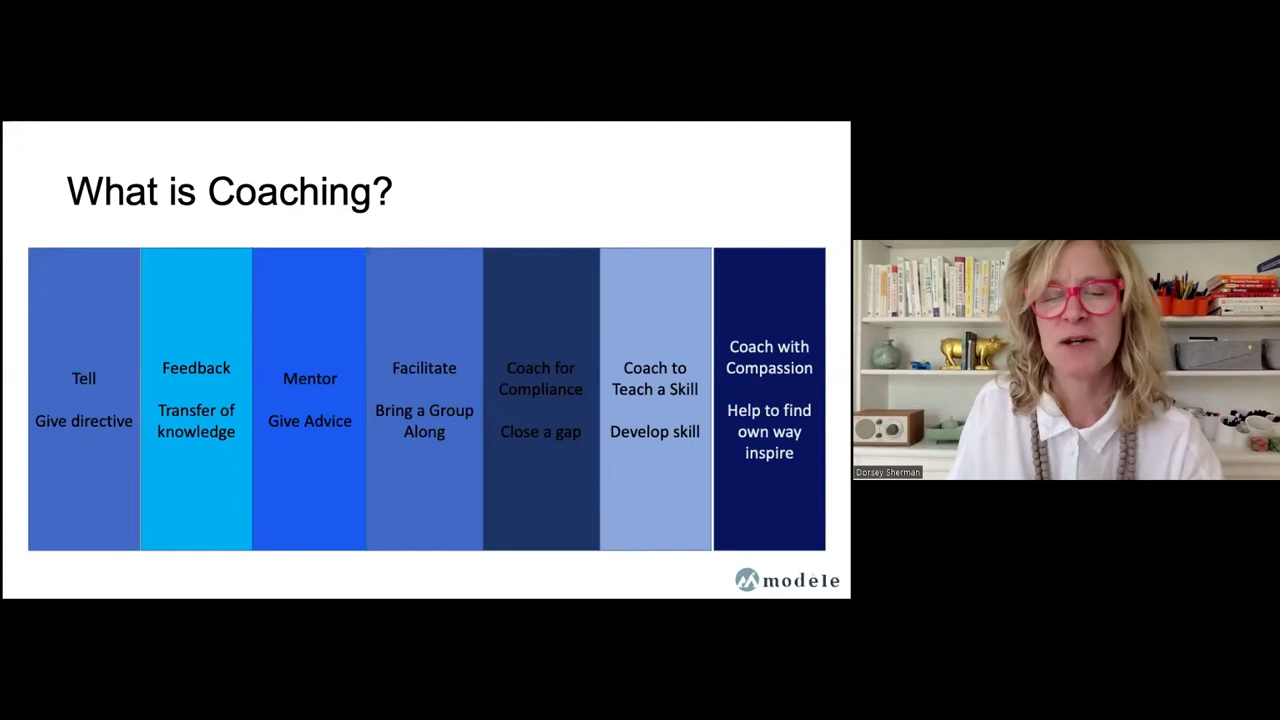 What is Coaching?
Tell
Give directive
Feedback
Transfer of
knowledge
Mentor
Give Advice
Facilitate
Bring a Group
Along
Coach for
Compliance
Close a gap
Coach to
Teach a Skill
Develop skill
Coach with
Compassion
Help to find
own way
inspire
modèle
Dorsey Sherman